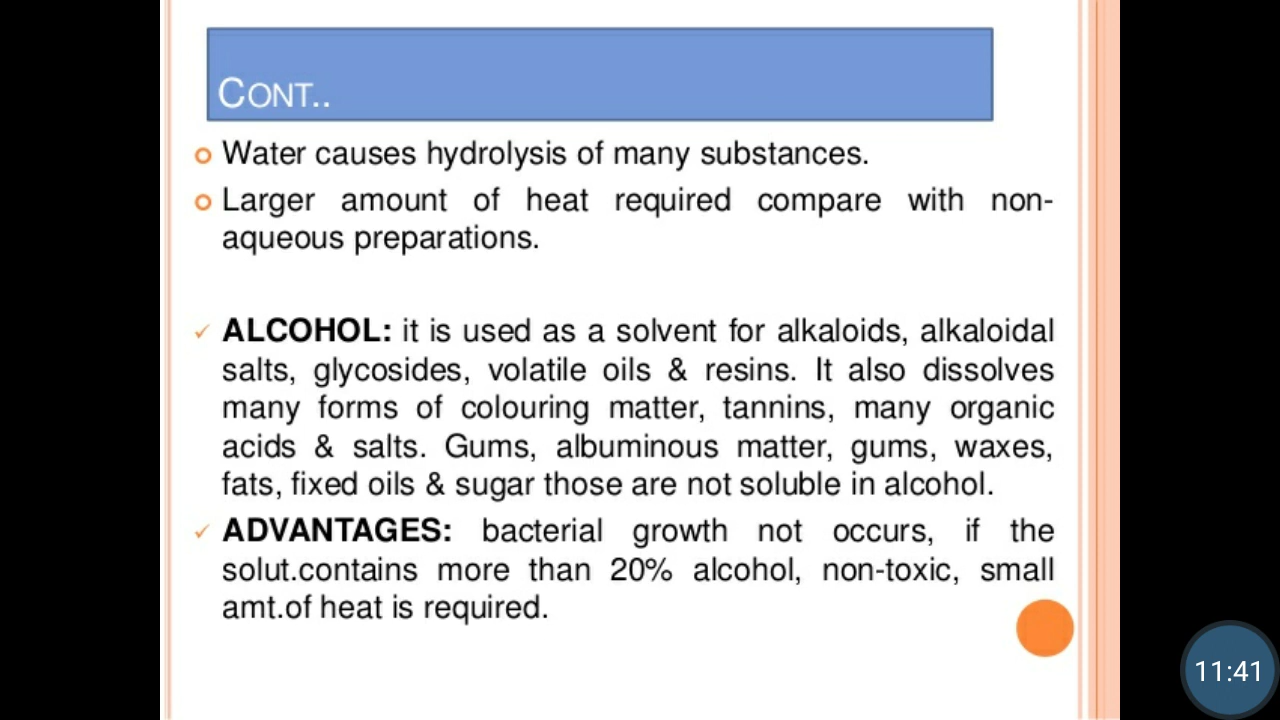 CONT..
Water causes hydrolysis of many substances.
Larger amount of heat required compare with non-
aqueous preparations.
ALCOHOL: it is used as a solvent for alkaloids, alkaloidal
salts, glycosides, volatile oils & resins. It also dissolves
many forms of colouring matter, tannins, many organic
acids & salts. Gums, albuminous matter, gums, waxes,
fats, fixed oils & sugar those are not soluble in alcohol.
ADVANTAGES: bacterial growth not occurs, if the
solut.contains more than 20% alcohol, non-toxic, small
amt.of heat is required.
11:41